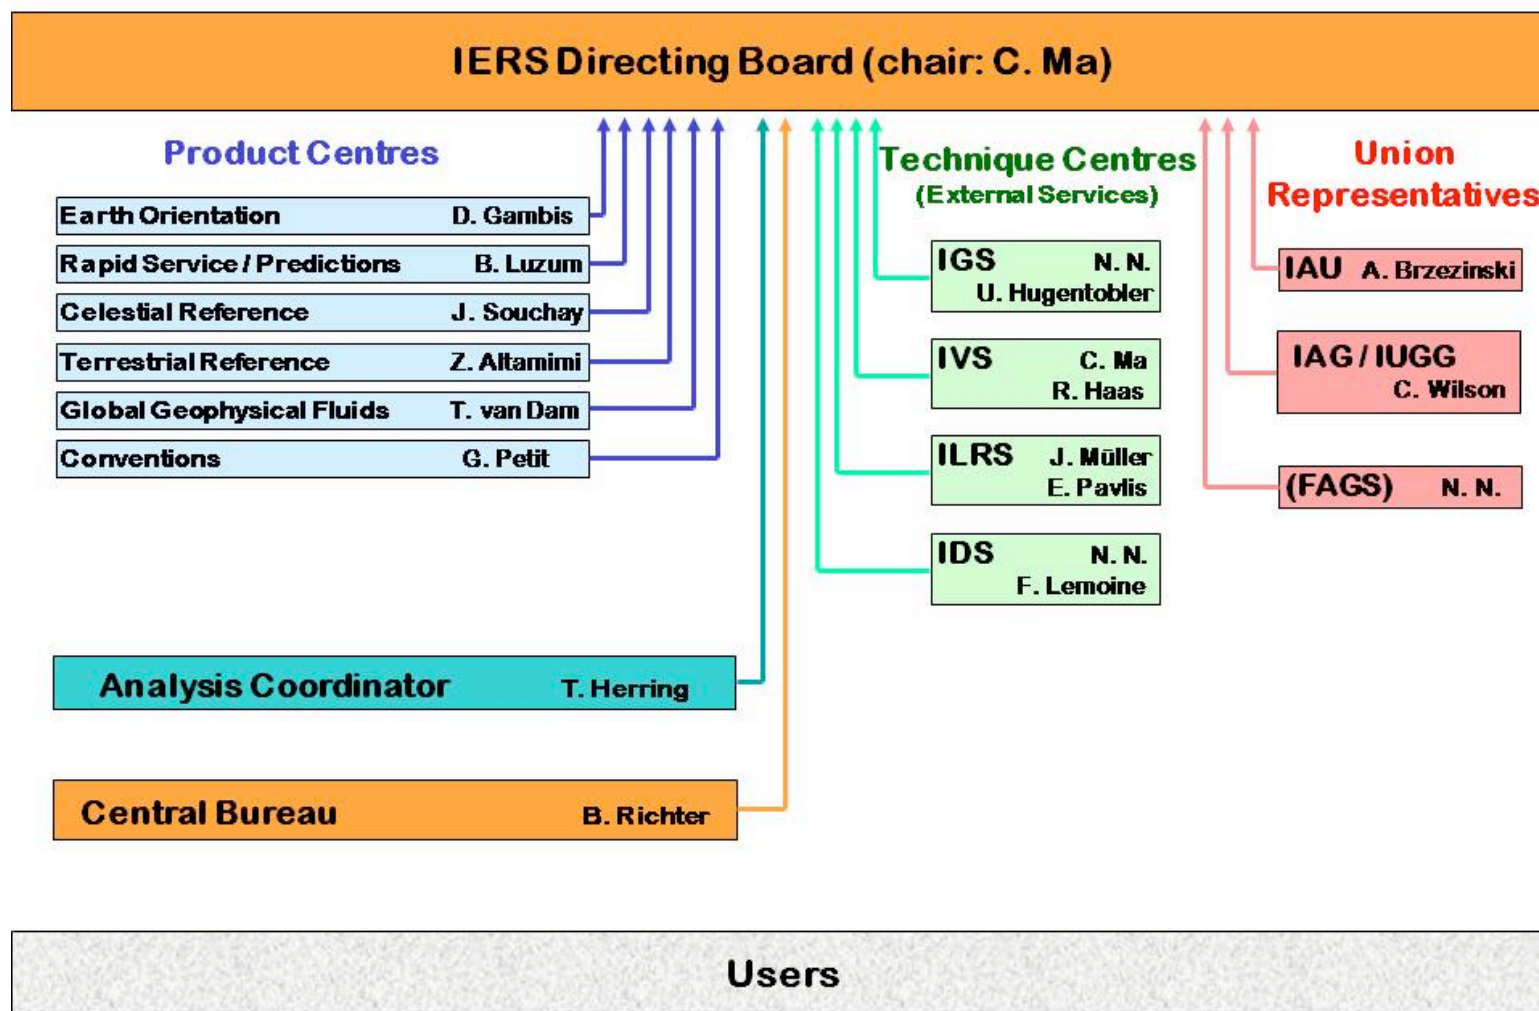 IERS Directing Board (chair: C. Ma)
Product Centres
Earth Orientation D. Gambis
Rapid Service / Predictions B. Luzum
Celestial Reference J. Souchay
Terrestrial Reference Z. Altamimi
Global Geophysical Fluids T. van Dam
Conventions G. Petit
Technique Centres
(External Services)
IGS N. N.
U. Hugentobler
IVS C. Ma
R. Haas
ILRS J. Müller
E. Pavlis
IDS N. N.
F. Lemoine
Union
Representatives
IAU A. Brzezinski
IAG / IUGG
C. Wilson
(FAGS) N. N.
Analysis Coordinator T. Herring
Central Bureau B. Richter
Users